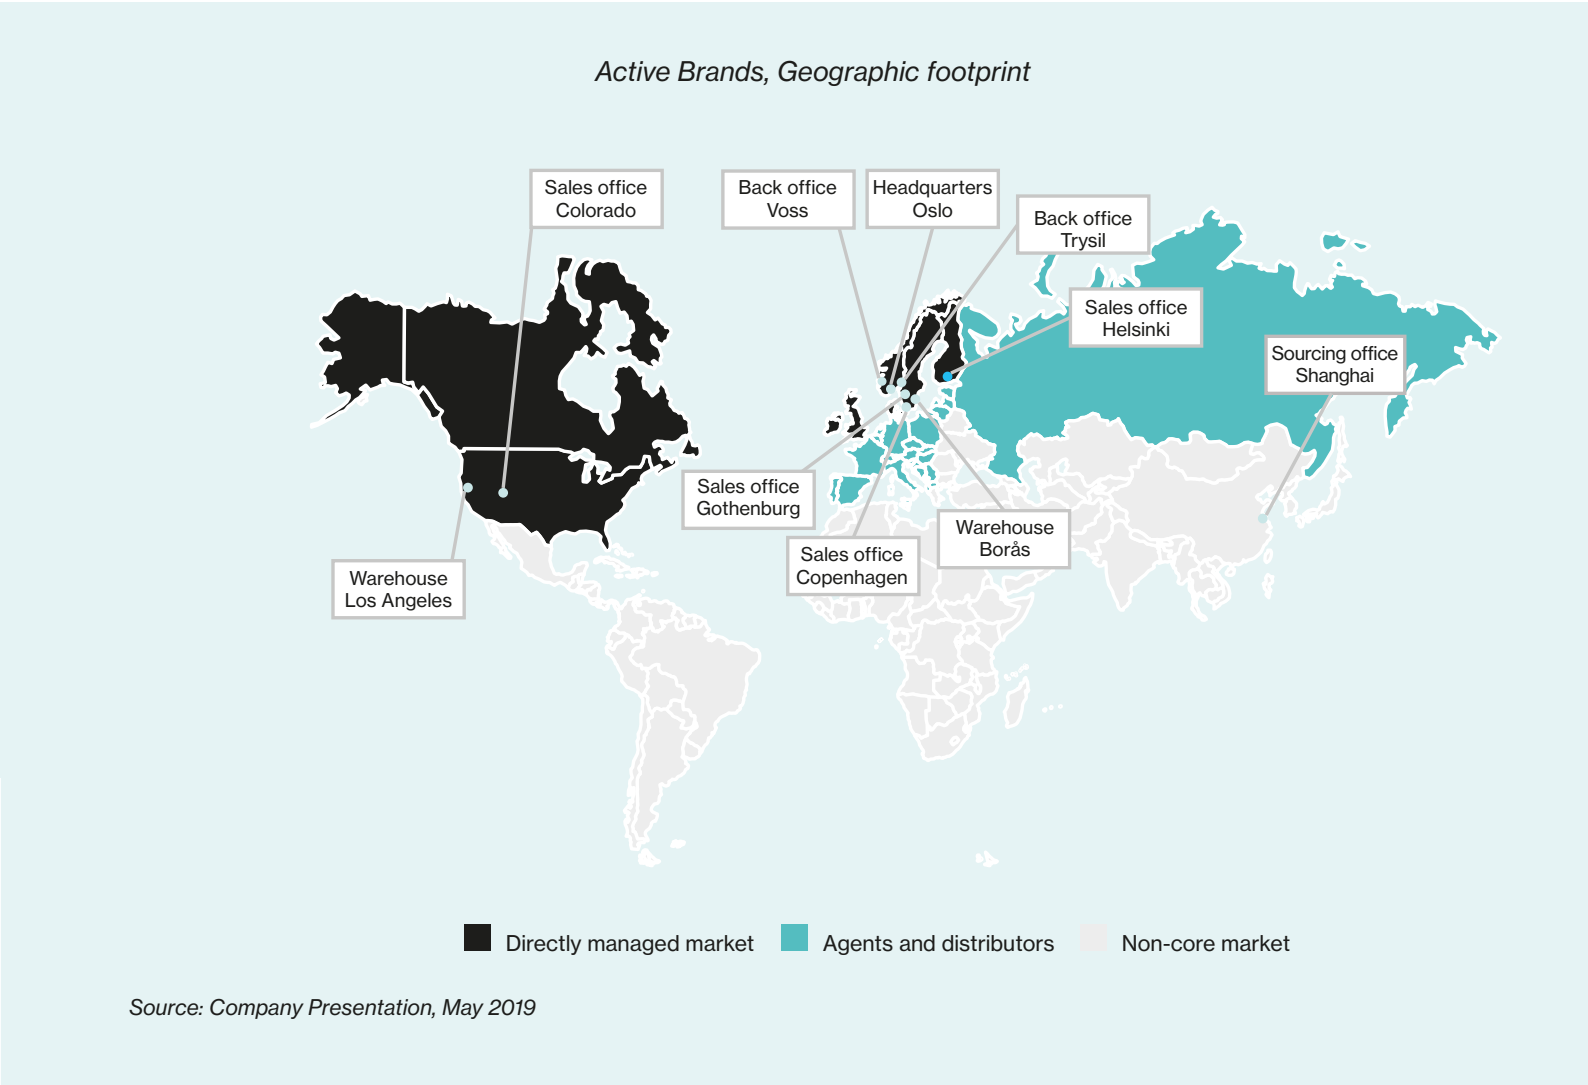 Active Brands, Geographic footprint
Sales office
Colorado
Back office
Voss
Headquarters
Oslo
Back office
Trysil
Sales office
Helsinki
Sourcing office
Shanghai
Sales office
Gothenburg
Warehouse
Borås
Sales office
Copenhagen
Warehouse
Los Angeles
Directly managed market
Agents and distributors
Non-core market
Source: Company Presentation, May 2019